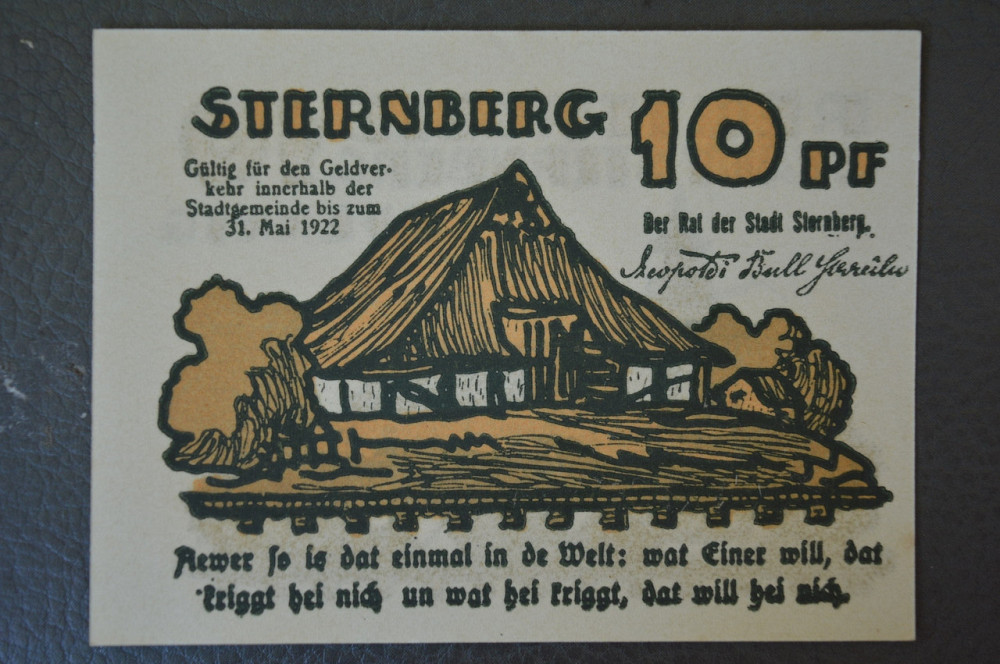 STERNBERG 10 PF
Gültig für den Geldver-
kehr innerhalb der
Stadtgemeinde bis zum
31. Mai 1922
Der Rat der Stadt Sternberg.
Aewer so is dat einmal in de Welt: wat Einer will, dat
kriggt hei nich un wat hei kriggt, dat will hei nich.